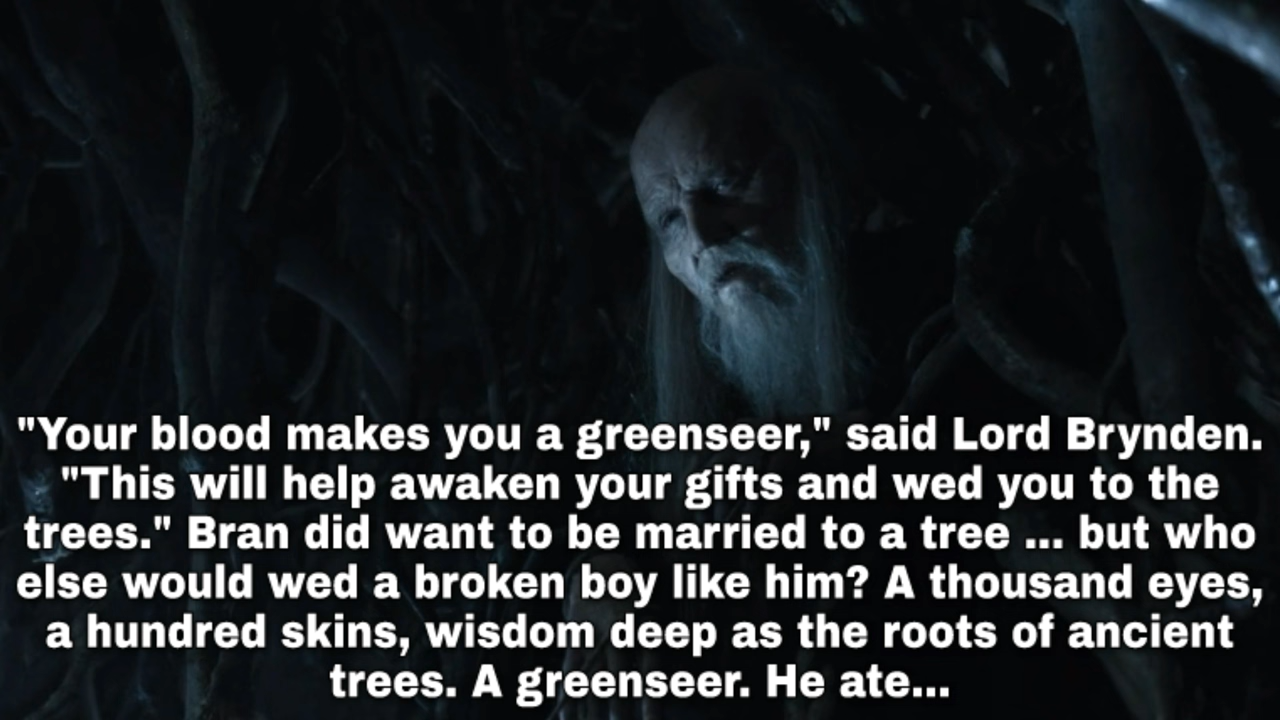 "Your blood makes you a greenseer," said Lord Brynden.
"This will help awaken your gifts and wed you to the
trees." Bran did want to be married to a tree ... but who
else would wed a broken boy like him? A thousand eyes,
a hundred skins, wisdom deep as the roots of ancient
trees. A greenseer. He ate...